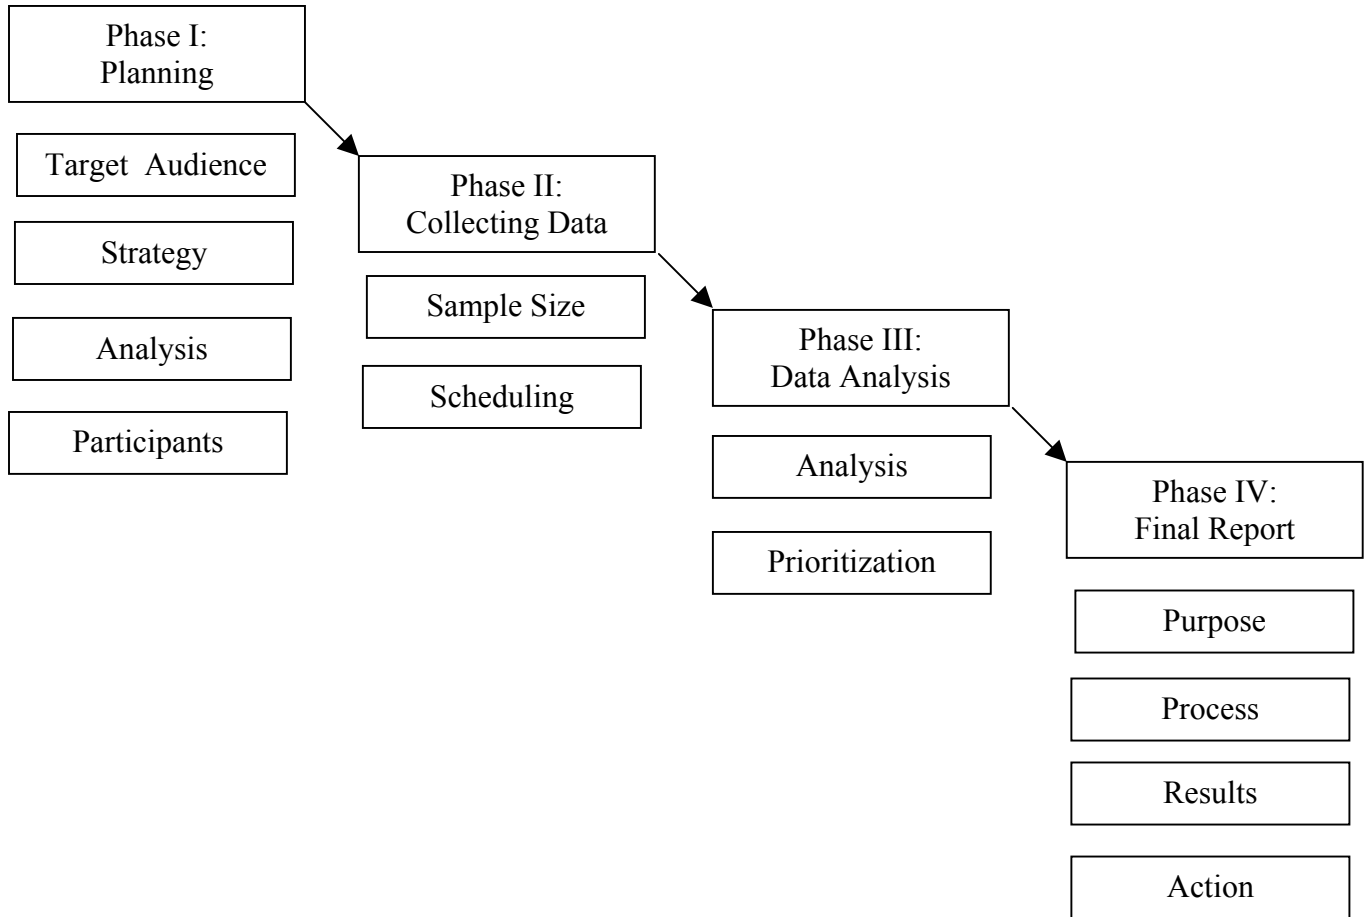 Phase I:
Planning
Target Audience
Strategy
Analysis
Participants
Phase II:
Collecting Data
Sample Size
Scheduling
Phase III:
Data Analysis
Analysis
Prioritization
Phase IV:
Final Report
Purpose
Process
Results
Action